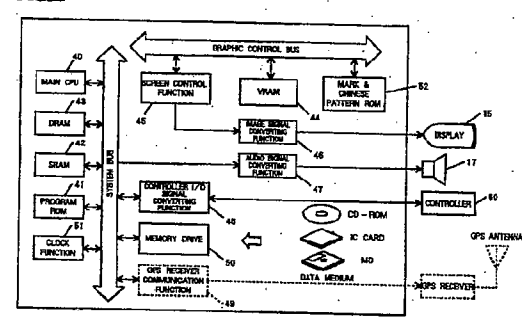 GRAPHIC CONTROL BUS
40
MAIN CPU
43
DRAM
42
SRAM
41
PROGRAM
ROM
51
CLOCK
FUNCTION
SYSTEM BUS
SCREEN CONTROL
FUNCTION
45
VRAM
44
MARK &
CHINESE
PATTERN ROM
52
IMAGE SIGNAL
CONVERTING FUNCTION
46
AUDIO SIGNAL
CONVERTING FUNCTION
47
CONTROLLER I/O
SIGNAL
CONVERTING
FUNCTION
48
MEMORY DRIVE
50
GPS RECEIVER
COMMUNICATION
FUNCTION
49
CD-ROM
IC CARD
MO
DATA MEDIUM
DISPLAY
17
CONTROLLER
GPS ANTENNA
GPS RECEIVER